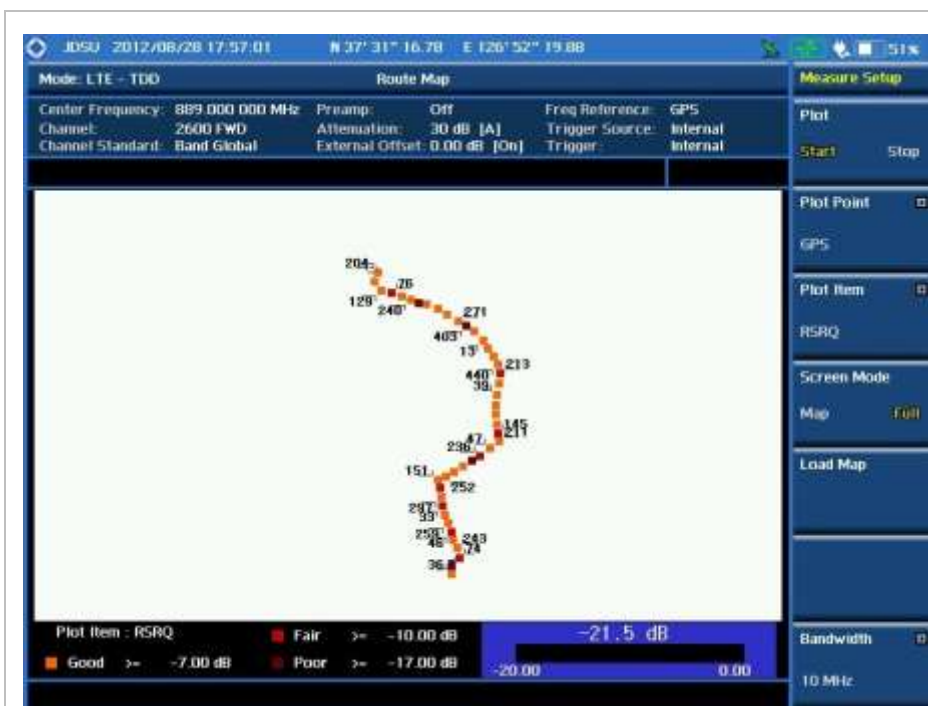 JDSU 2012/08/28 17:57:01 N 37° 31" 16.78 E 126° 52" 19.88 51%
Mode: LTE - TDD Route Map
Measure Setup
Center Frequency: 889.000 000 MHz Preamp: Off Freq Reference: GPS
Channel: 2600 FWD Attenuation: 30 dB [A] Trigger Source: Internal
Channel Standard: Band Global External Offset: 0.00 dB [On] Trigger: Internal
Plot
Start Stop
Plot Point
GPS
Plot Item
RSRQ
Screen Mode
Map Full
Load Map
Bandwidth
10 MHz
204
76
129
240
271
403
13
213
440
39
145
211
47
236
151
252
297
33
259
48
243
74
36
Plot Item : RSRQ Fair >= -10.00 dB
Good >= -7.00 dB Poor >= -17.00 dB
-21.5 dB
-20.00 0.00